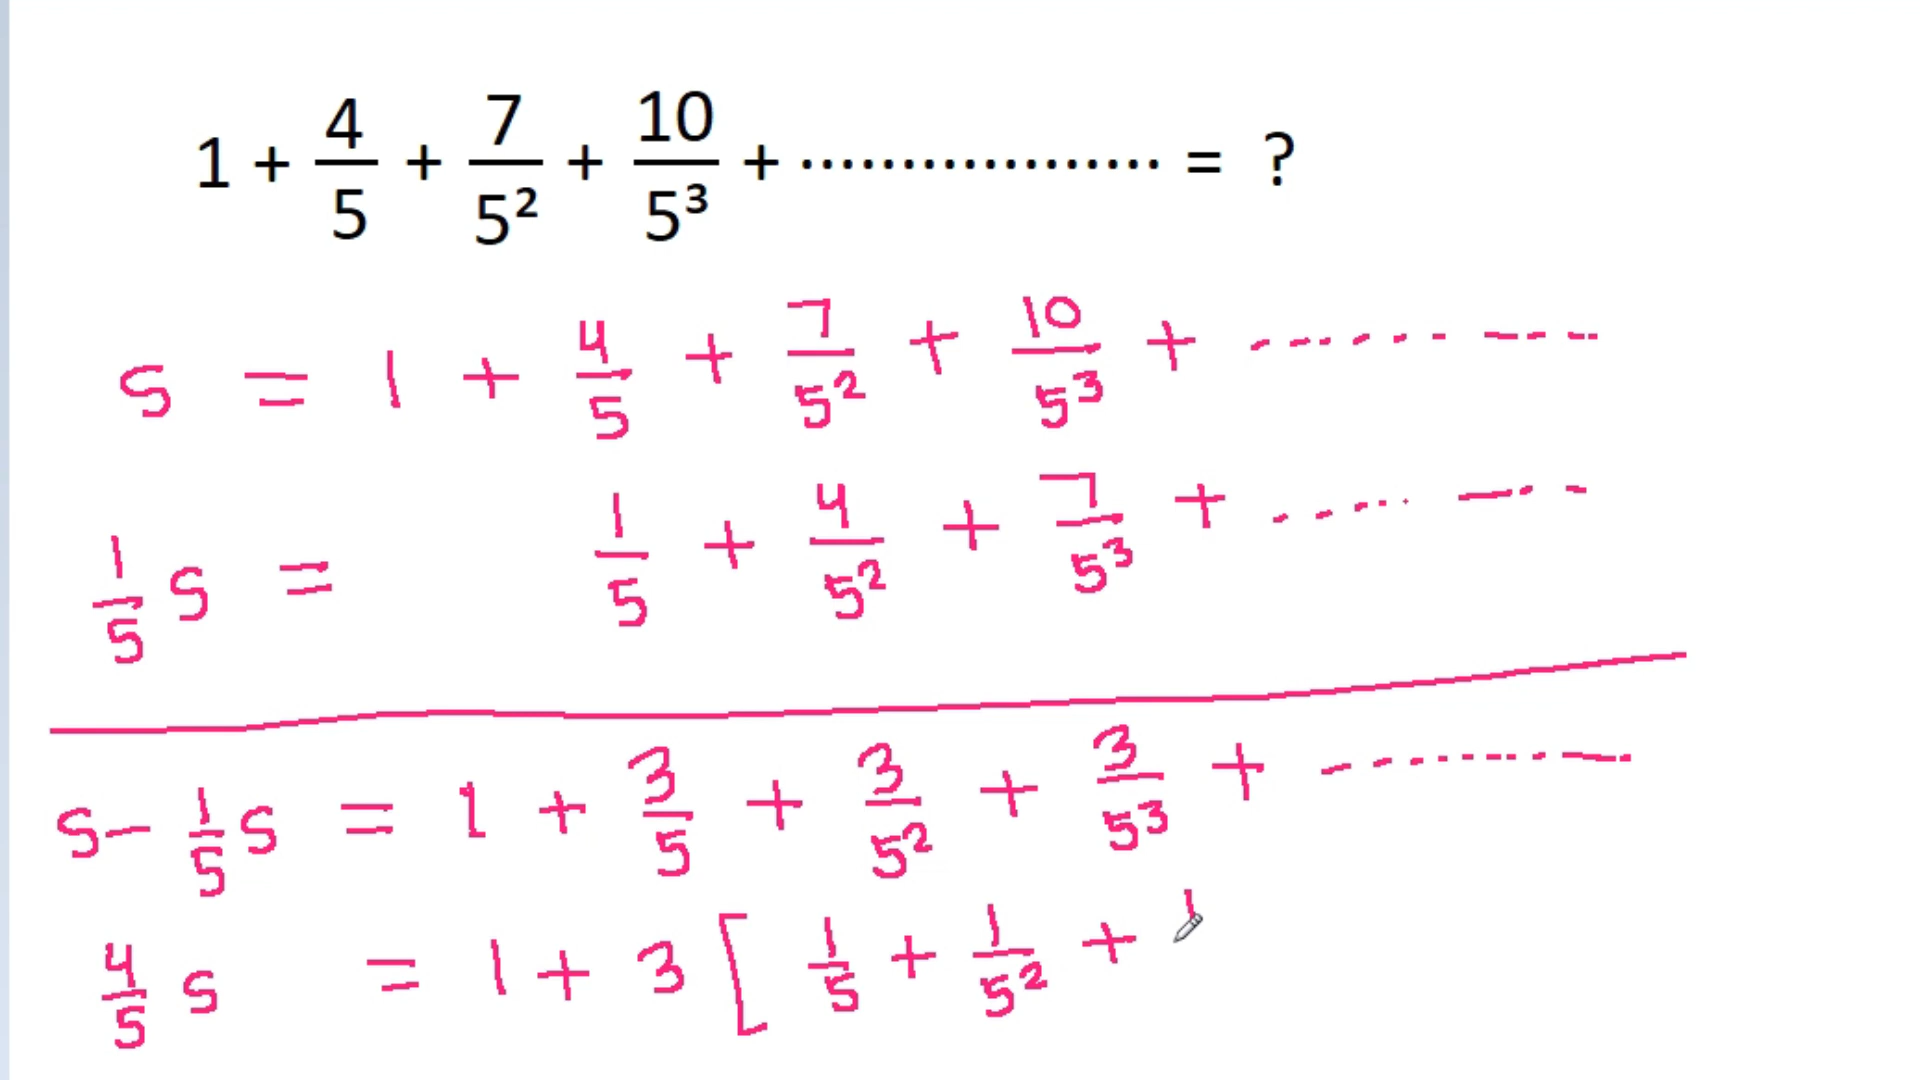 1 + 4/5 + 7/5² + 10/5³ + .................. = ?
S = 1 + 4/5 + 7/5² + 10/5³ + ..........
1/5 S = 1/5 + 4/5² + 7/5³ + ..........
S - 1/5 S = 1 + 3/5 + 3/5² + 3/5³ + ..........
4/5 S = 1 + 3 [ 1/5 + 1/5² + 1